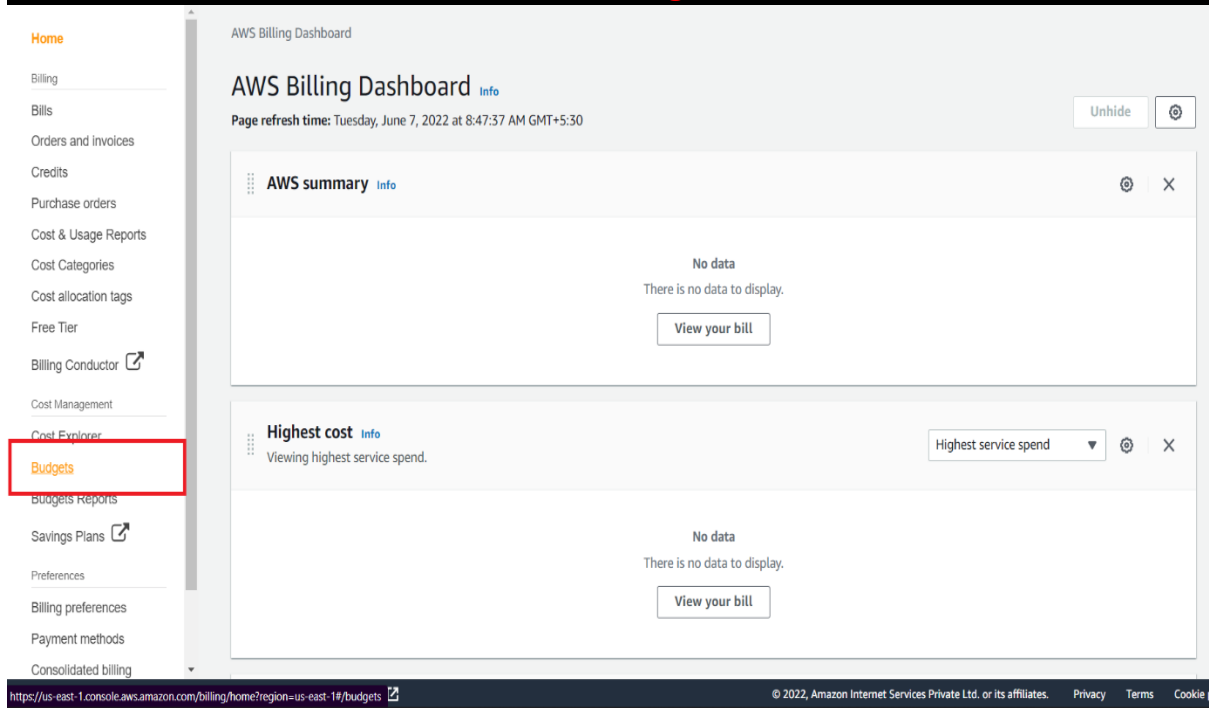 Home
Billing
Bills
Orders and invoices
Credits
Purchase orders
Cost & Usage Reports
Cost Categories
Cost allocation tags
Free Tier
Billing Conductor
Cost Management
Cost Explorer
Budgets
Budgets Reports
Savings Plans
Preferences
Billing preferences
Payment methods
Consolidated billing
AWS Billing Dashboard
AWS Billing Dashboard Info
Page refresh time: Tuesday, June 7, 2022 at 8:47:37 AM GMT+5:30
Unhide
AWS summary Info
No data
There is no data to display.
View your bill
Highest cost Info
Viewing highest service spend.
Highest service spend
No data
There is no data to display.
View your bill
https://us-east-1.console.aws.amazon.com/billing/home?region=us-east-1#/budgets
© 2022, Amazon Internet Services Private Ltd. or its affiliates. Privacy Terms Cookie